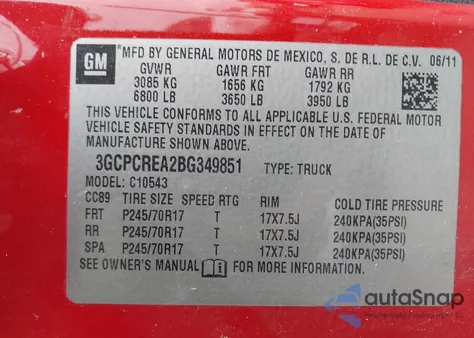 GM
MFD BY GENERAL MOTORS DE MEXICO, S. DE R.L. DE C.V. 06/11
GVWR GAWR FRT GAWR RR
3085 KG 1656 KG 1792 KG
6800 LB 3650 LB 3950 LB
THIS VEHICLE CONFORMS TO ALL APPLICABLE U.S. FEDERAL MOTOR
VEHICLE SAFETY STANDARDS IN EFFECT ON THE DATE OF
MANUFACTURE SHOWN ABOVE.
3GCPCREA2BG349851 TYPE: TRUCK
MODEL: C10543
CC89 TIRE SIZE SPEED RTG RIM COLD TIRE PRESSURE
FRT P245/70R17 T 17X7.5J 240KPA(35PSI)
RR P245/70R17 T 17X7.5J 240KPA(35PSI)
SPA P245/70R17 T 17X7.5J 240KPA(35PSI)
SEE OWNER'S MANUAL FOR MORE INFORMATION
autoSnap